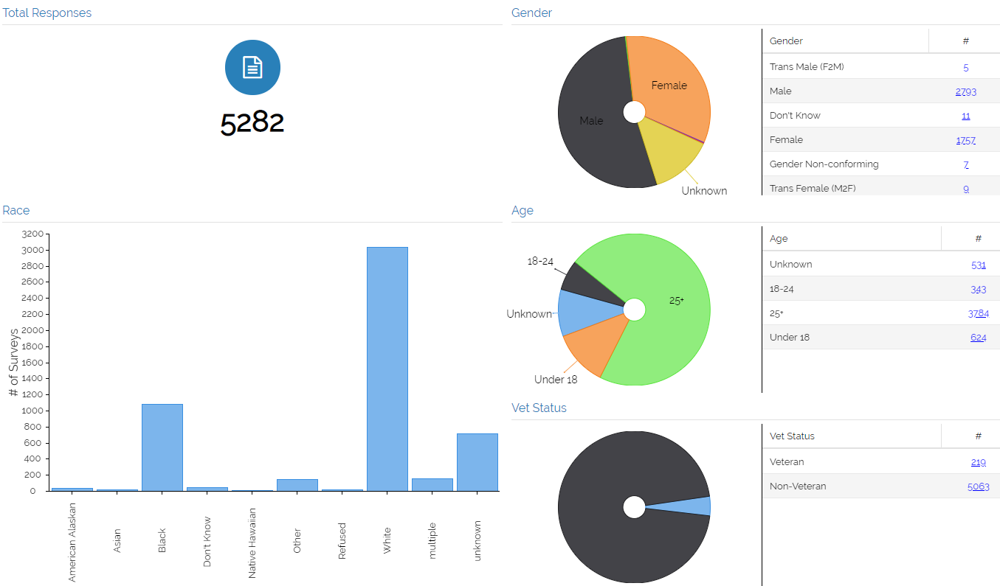 Total Responses
5282
Gender
Female
Male
Unknown
Gender #
Trans Male (F2M) 5
Male 2793
Don't Know 11
Female 1757
Gender Non-conforming 7
Trans Female (M2F) 9
Race
# of Surveys
3200
3000
2800
2600
2400
2200
2000
1800
1600
1400
1200
1000
800
600
400
200
0
American Alaskan
Asian
Black
Don't Know
Native Hawaiian
Other
Refused
White
multiple
unknown
Age
18-24
25+
Unknown
Under 18
Age #
Unknown 531
18-24 343
25+ 3784
Under 18 624
Vet Status
Vet Status #
Veteran 219
Non-Veteran 5063